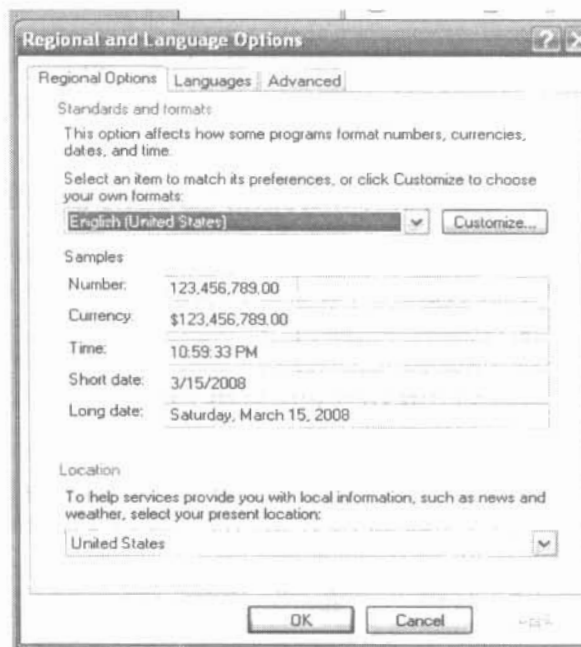 Regional and Language Options
Regional Options Languages Advanced
Standards and formats
This option affects how some programs format numbers, currencies,
dates, and time.
Select an item to match its preferences, or click Customize to choose
your own formats:
English (United States) Customize...
Samples
Number: 123,456,789.00
Currency: $123,456,789.00
Time: 10:59:33 PM
Short date: 3/15/2008
Long date: Saturday, March 15, 2008
Location
To help services provide you with local information, such as news and
weather, select your present location:
United States
OK Cancel